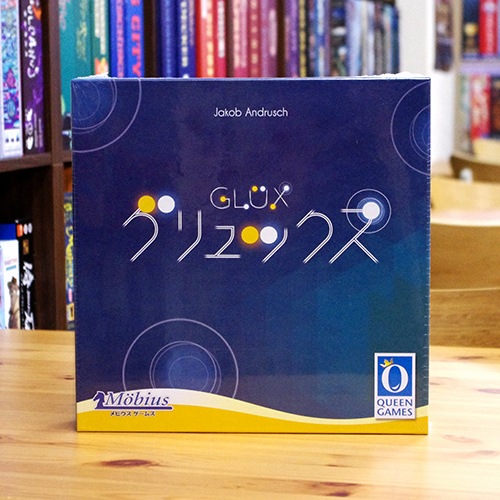 Jakob Andrusch
GLÜX
グリュックス
Möbius
メビウスゲームズ
QUEEN
GAMES